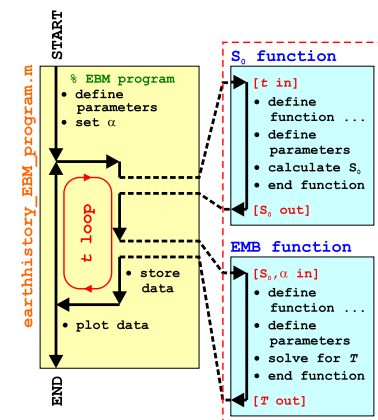 START
earthhistory_EBM_program.m
% EBM program
• define
parameters
• set α
t loop
• store
data
• plot data
END
S₀ function
[t in]
• define
function ...
• define
parameters
• calculate S₀
• end function
[S₀ out]
EMB function
[S₀,α in]
• define
function ...
• define
parameters
• solve for T
• end function
[T out]